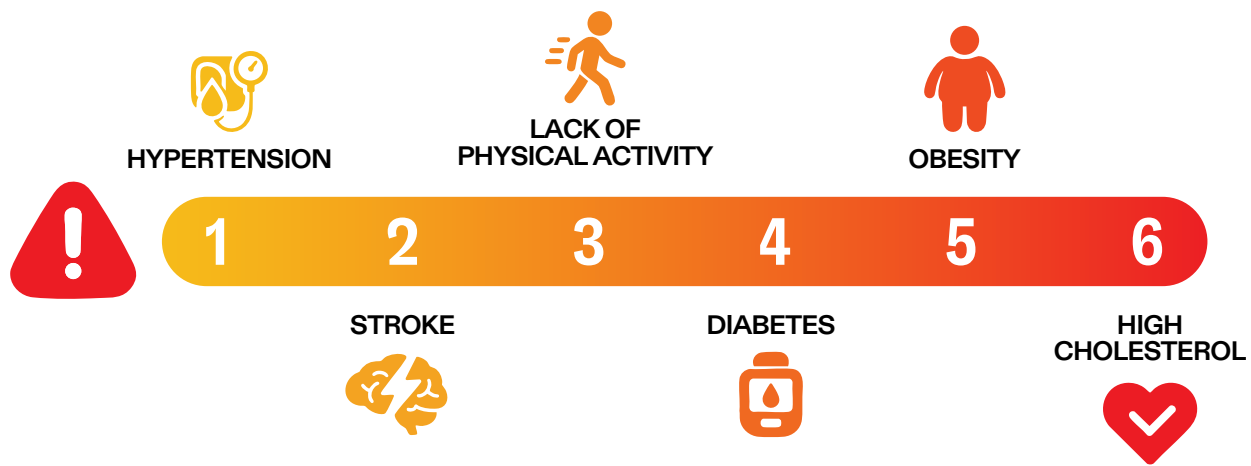 HYPERTENSION
LACK OF
PHYSICAL ACTIVITY
OBESITY
1 2 3 4 5 6
STROKE
DIABETES
HIGH
CHOLESTEROL